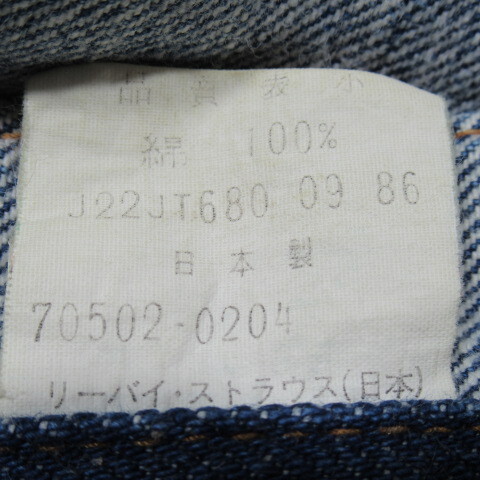 品質表示
綿 100%
J22JT680 09 86
日本製
70502-0204
リーバイ・ストラウス(日本)